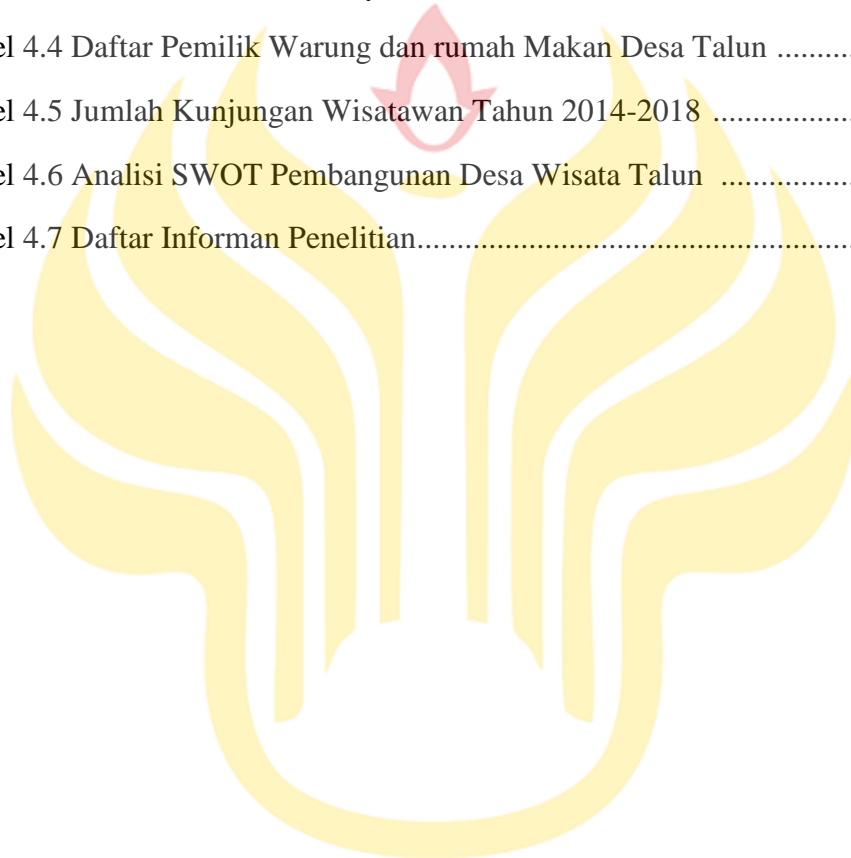 el 4.4 Daftar Pemilik Warung dan rumah Makan Desa Talun ..........
el 4.5 Jumlah Kunjungan Wisatawan Tahun 2014-2018 ..................
el 4.6 Analisi SWOT Pembangunan Desa Wisata Talun .................
el 4.7 Daftar Informan Penelitian.......................................................